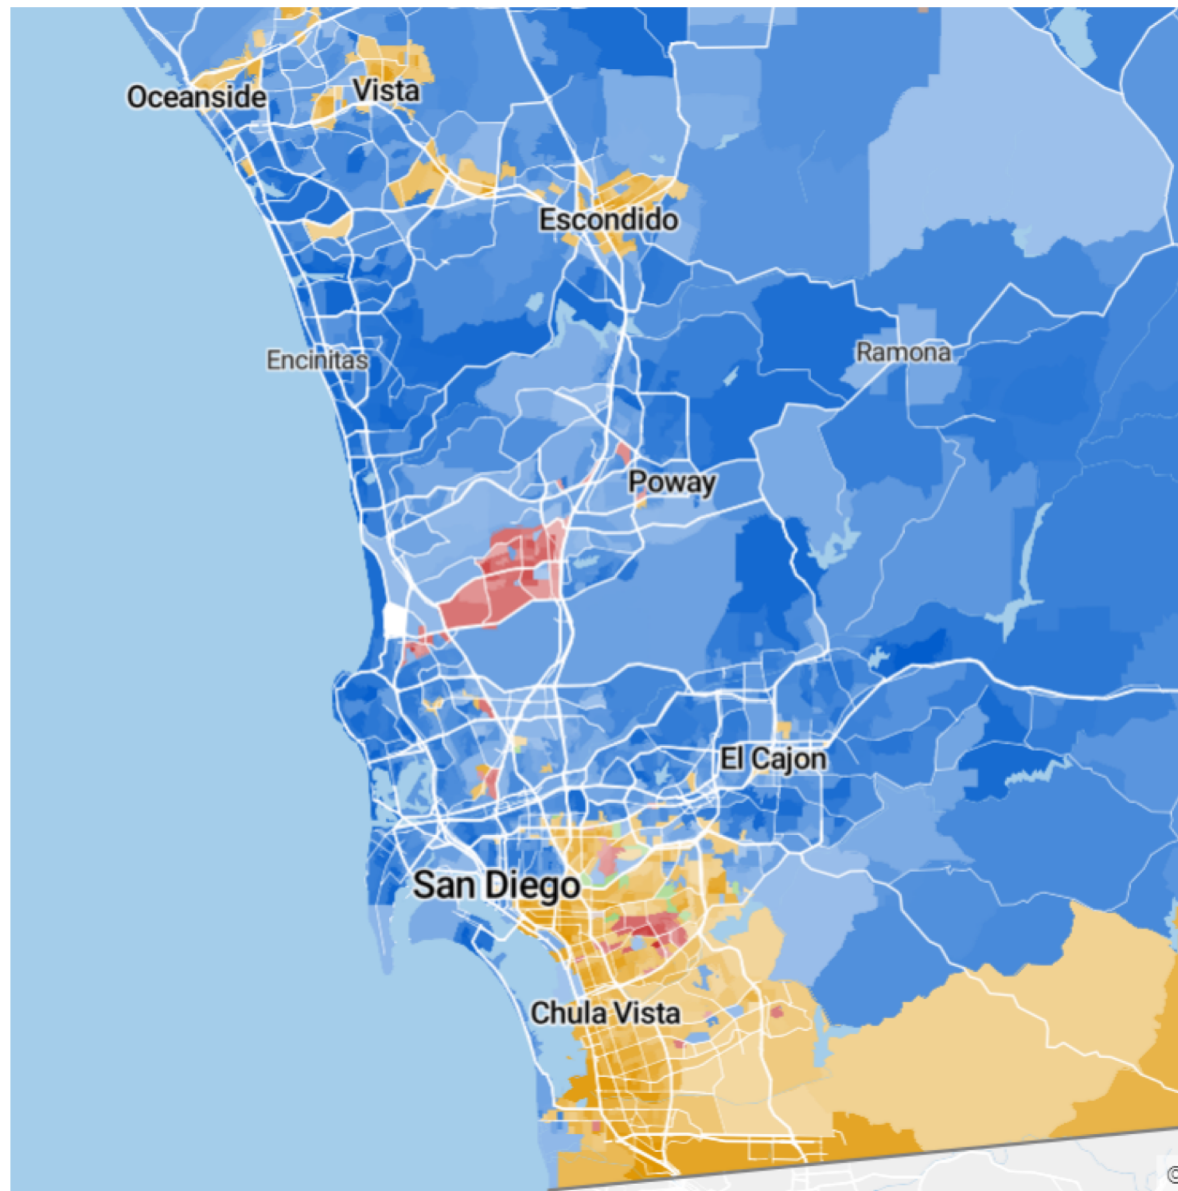 Oceanside
Vista
Escondido
Encinitas
Ramona
Poway
El Cajon
San Diego
Chula Vista
©